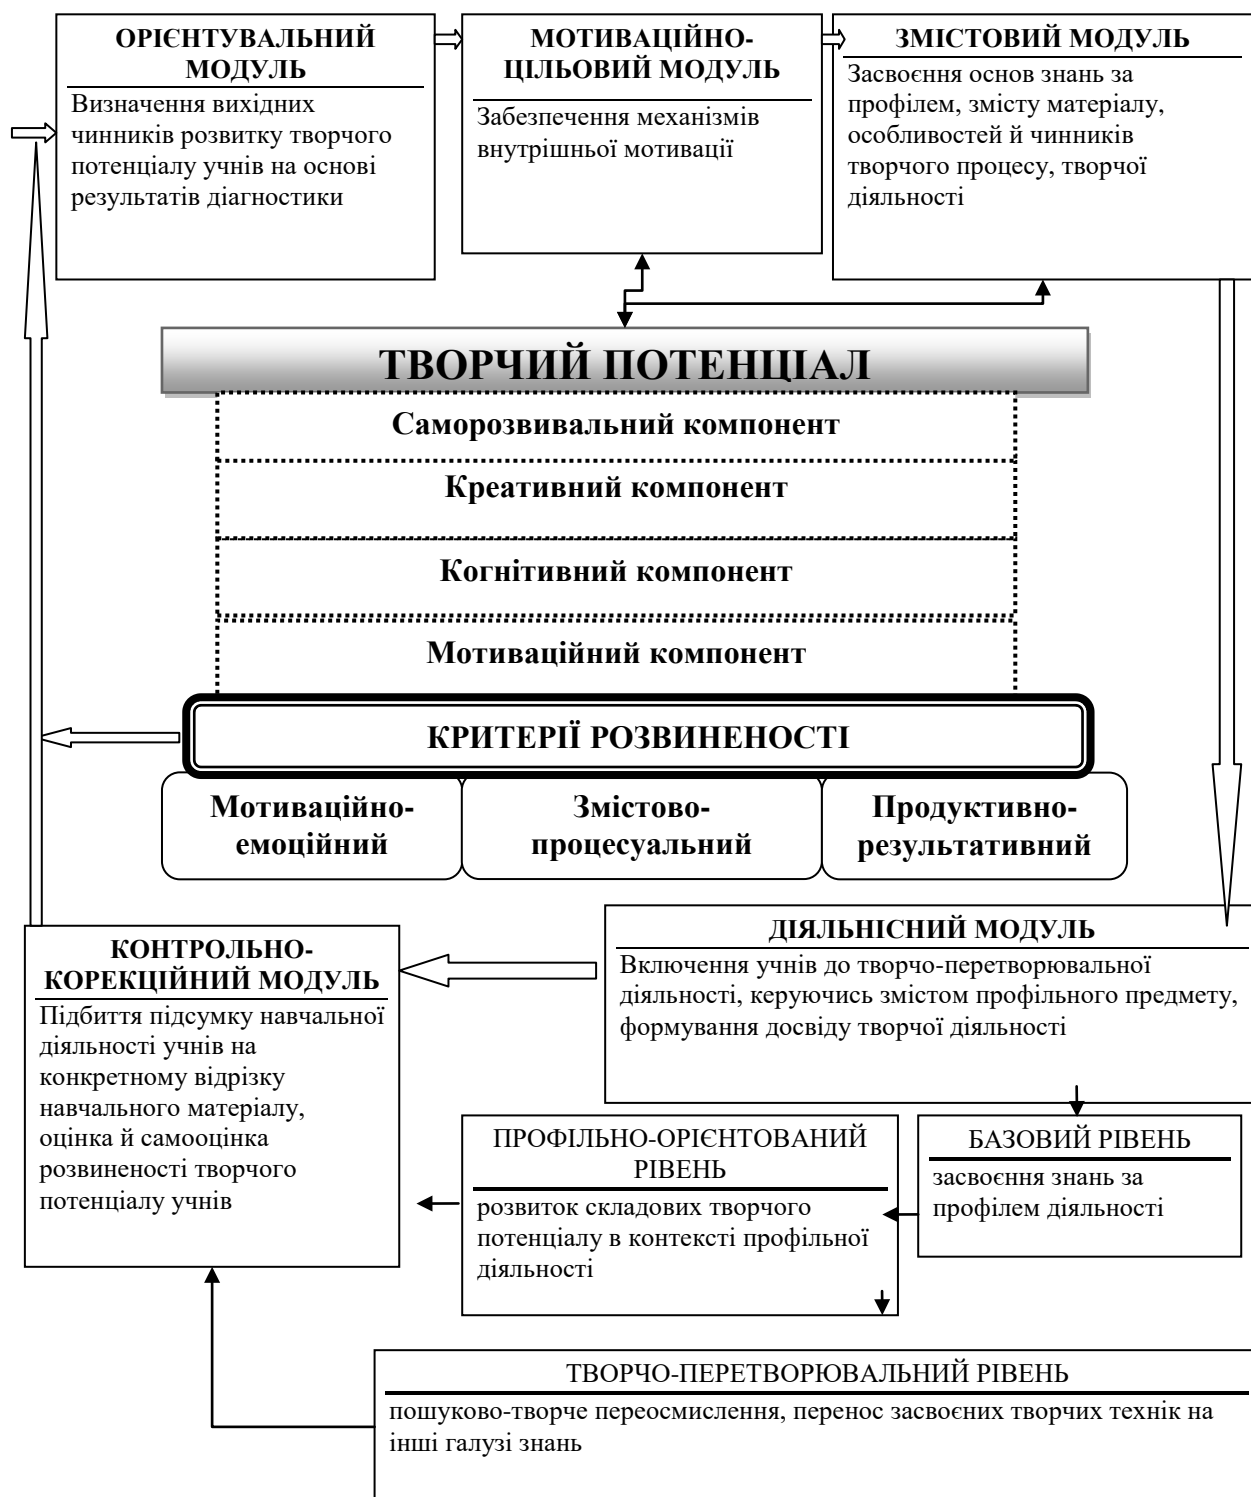 ОРІЄНТУВАЛЬНИЙ
МОДУЛЬ
Визначення вихідних
чинників розвитку творчого
потенціалу учнів на основі
результатів діагностики
МОТИВАЦІЙНО-
ЦІЛЬОВИЙ МОДУЛЬ
Забезпечення механізмів
внутрішньої мотивації
ЗМІСТОВИЙ МОДУЛЬ
Засвоєння основ знань за
профілем, змісту матеріалу,
особливостей й чинників
творчого процесу, творчої
діяльності
ТВОРЧИЙ ПОТЕНЦІАЛ
Саморозвивальний компонент
Креативний компонент
Когнітивний компонент
Мотиваційний компонент
КРИТЕРІЇ РОЗВИНЕНОСТІ
Мотиваційно-
емоційний
Змістово-
процесуальний
Продуктивно-
результативний
КОНТРОЛЬНО-
КОРЕКЦІЙНИЙ МОДУЛЬ
Підбиття підсумку навчальної
діяльності учнів на
конкретному відрізку
навчального матеріалу,
оцінка й самооцінка
розвиненості творчого
потенціалу учнів
ДІЯЛЬНІСНИЙ МОДУЛЬ
Включення учнів до творчо-перетворювальної
діяльності, керуючись змістом профільного предмету,
формування досвіду творчої діяльності
ПРОФІЛЬНО-ОРІЄНТОВАНИЙ
РІВЕНЬ
розвиток складових творчого
потенціалу в контексті профільної
діяльності
БАЗОВИЙ РІВЕНЬ
засвоєння знань за
профілем діяльності
ТВОРЧО-ПЕРЕТВОРЮВАЛЬНИЙ РІВЕНЬ
пошуково-творче переосмислення, перенос засвоєних творчих технік на
інші галузі знань